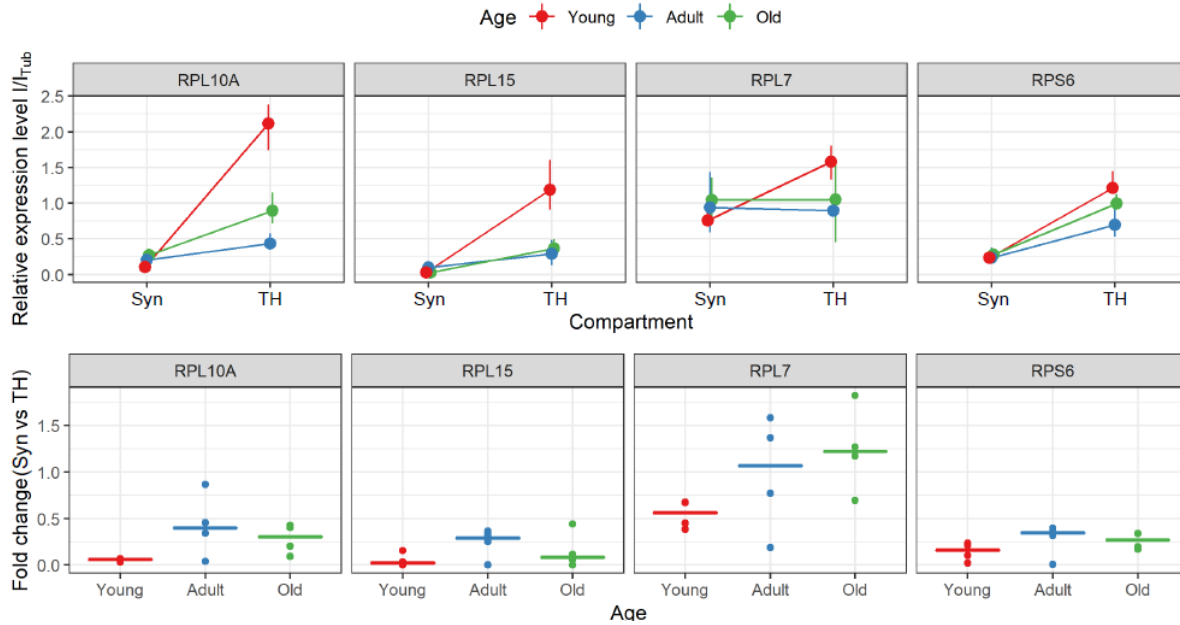 Age Young Adult Old
Relative expression level I/I_Tub
RPL10A RPL15 RPL7 RPS6
2.5
2.0
1.5
1.0
0.5
0.0
Syn TH Syn TH Syn TH Syn TH
Compartment
Fold change(Syn vs TH)
RPL10A RPL15 RPL7 RPS6
1.5
1.0
0.5
0.0
Young Adult Old Young Adult Old Young Adult Old Young Adult Old
Age